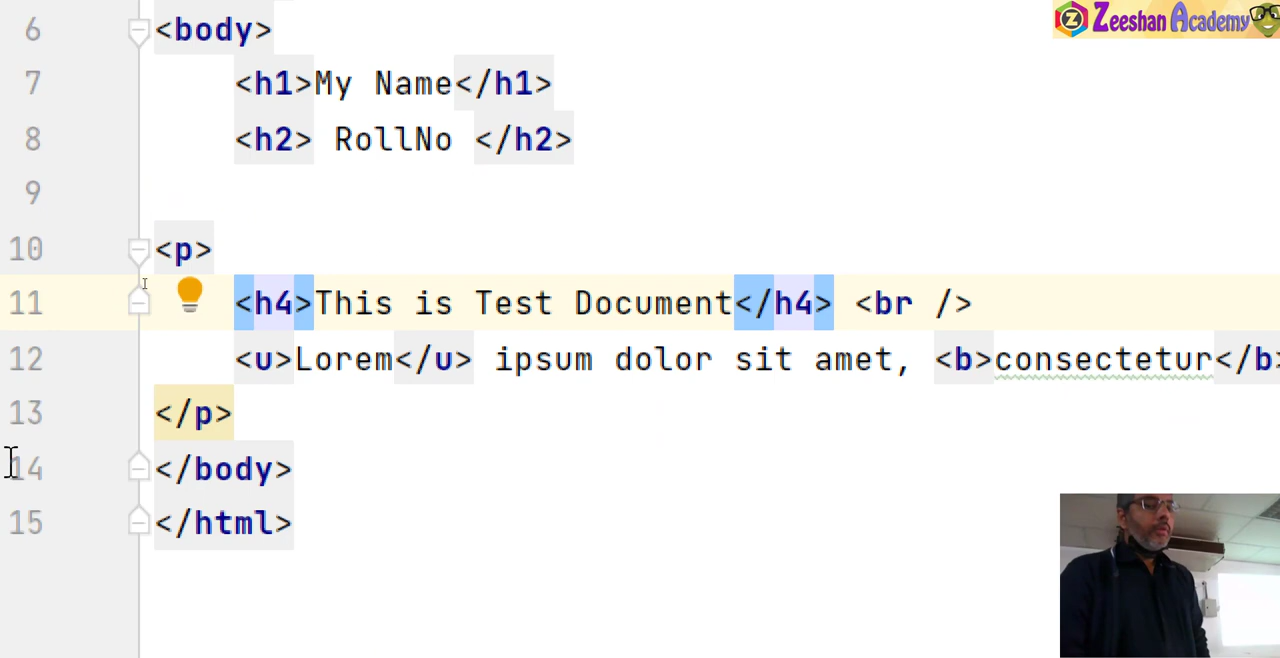 Zeeshan Academy
6 <body>
7 <h1>My Name</h1>
8 <h2> RollNo </h2>
9
10 <p>
11 <h4>This is Test Document</h4> <br />
12 <u>Lorem</u> ipsum dolor sit amet, <b>consectetur</b>
13 </p>
14 </body>
15 </html>